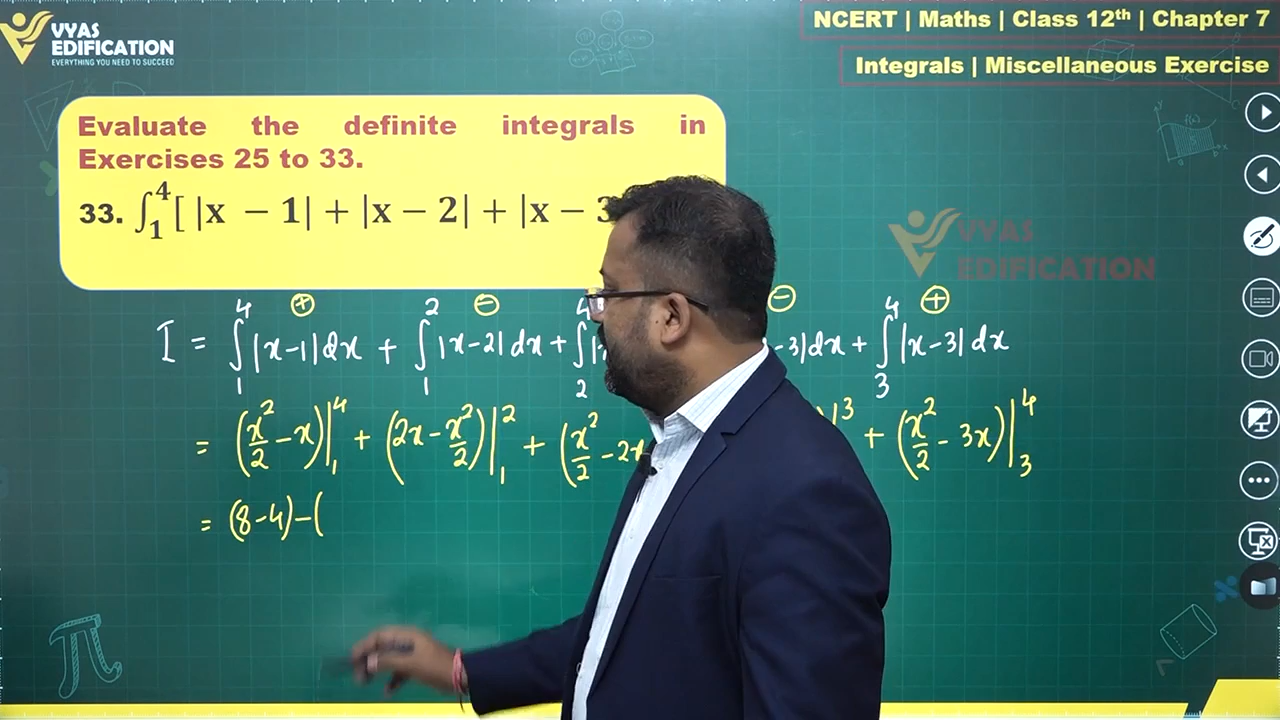 VYAS
EDIFICATION
EVERYTHING YOU NEED TO SUCCEED
NCERT | Maths | Class 12th | Chapter 7
Integrals | Miscellaneous Exercise
Evaluate the definite integrals in
Exercises 25 to 33.
33. ∫₁⁴ [ |x − 1| + |x − 2| + |x − 3
VYAS
EDIFICATION
⊕ ⊖ ⊖ ⊕
I = ∫₁⁴ |x-1| dx + ∫₁² |x-2| dx + ∫₂⁴ -3| dx + ∫₃⁴ |x-3| dx
= (x²/2 - x)|₁⁴ + (2x - x²/2)|₁² + (x²/2 - 2x )|³ + (x²/2 - 3x)|₃⁴
= (8-4) - (